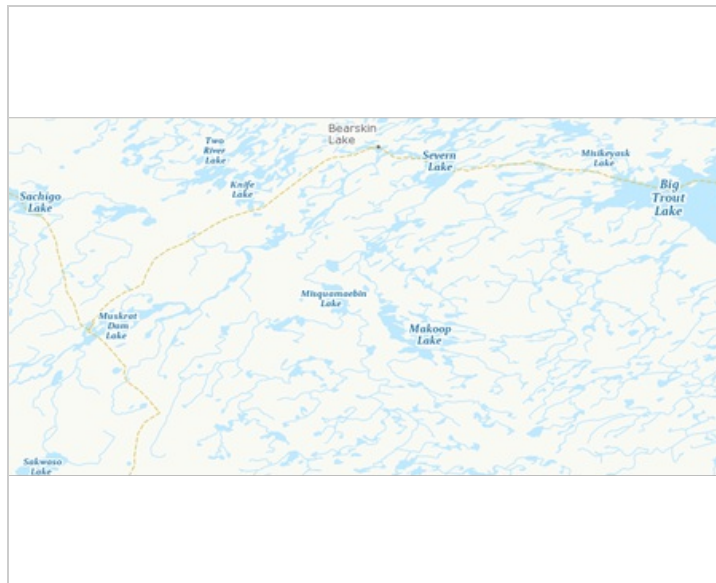 Bearskin
Lake
Two
River
Lake
Severn
Lake
Misikeyask
Lake
Knife
Lake
Big
Trout
Lake
Sachigo
Lake
Misquamaebin
Lake
Muskrat
Dam
Lake
Makoop
Lake
Sakwaso
Lake